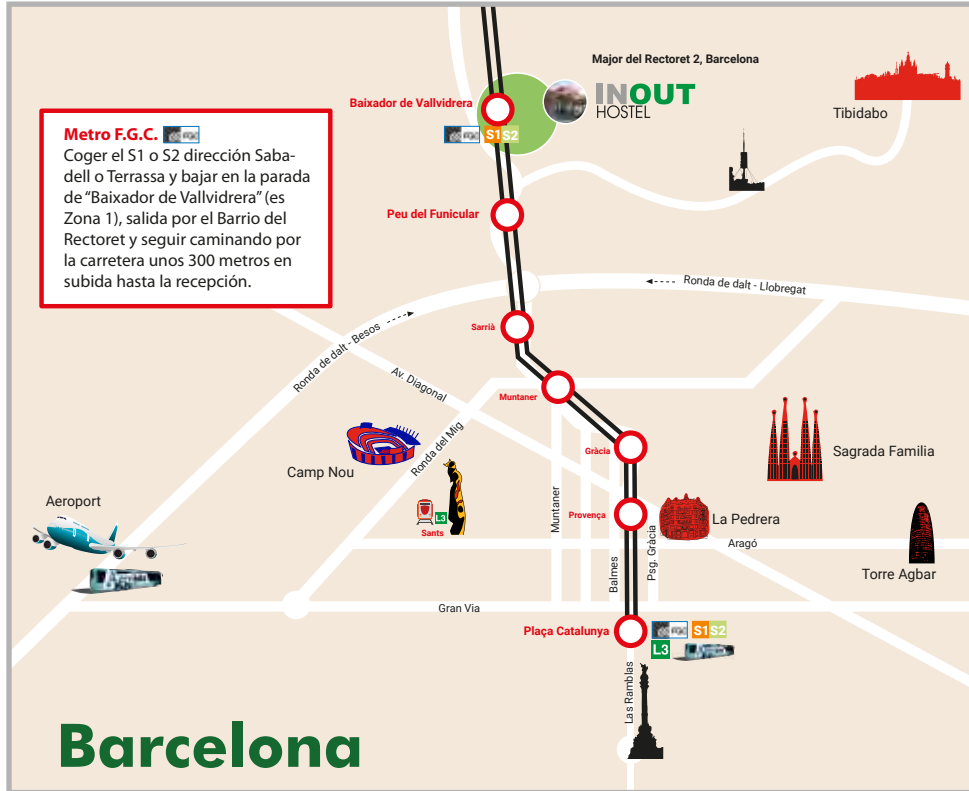 Major del Rectoret 2, Barcelona
INOUT
HOSTEL
Tibidabo
Baixador de Vallvidrera
S1 S2
Metro F.G.C.
Coger el S1 o S2 dirección Saba-
dell o Terrassa y bajar en la parada
de “Baixador de Vallvidrera” (es
Zona 1), salida por el Barrio del
Rectoret y seguir caminando por
la carretera unos 300 metros en
subida hasta la recepción.
Peu del Funicular
Ronda de dalt - Llobregat
Sarrià
Ronda de dalt - Besos
Av. Diagonal
Muntaner
Ronda del Mig
Camp Nou
Gràcia
Sagrada Familia
Aeroport
L3
Sants
Muntaner
Provença
La Pedrera
Aragó
Psg. Gràcia
Balmes
Torre Agbar
Gran Via
Plaça Catalunya
S1 S2
L3
Las Ramblas
Barcelona